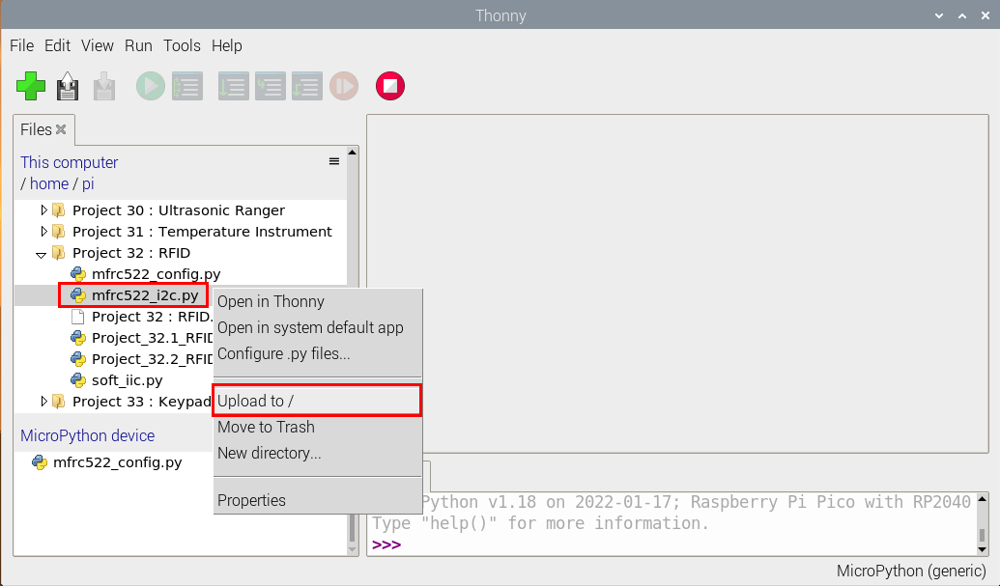 Thonny
File Edit View Run Tools Help
Files
This computer
/ home / pi
Project 30 : Ultrasonic Ranger
Project 31 : Temperature Instrument
Project 32 : RFID
mfrc522_config.py
mfrc522_i2c.py
Project 32 : RFID.
Project_32.1_RFID
Project_32.2_RFID
soft_iic.py
Project 33 : Keypad
Open in Thonny
Open in system default app
Configure .py files...
Upload to /
Move to Trash
New directory...
Properties
MicroPython device
mfrc522_config.py
Python v1.18 on 2022-01-17; Raspberry Pi Pico with RP2040
Type "help()" for more information.
>>>
MicroPython (generic)